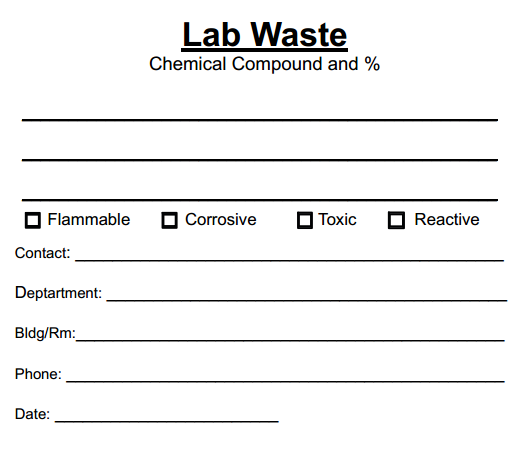 Lab Waste
Chemical Compound and %
Flammable Corrosive Toxic Reactive
Contact:
Deptartment:
Bldg/Rm:
Phone:
Date: